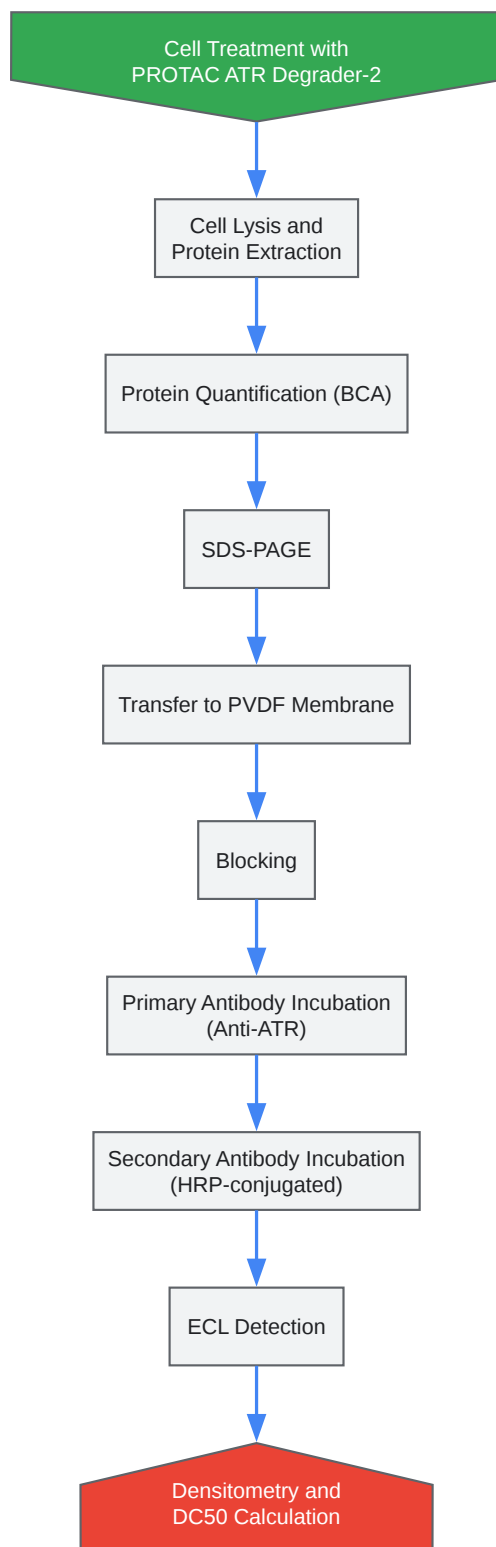 Cell Treatment with
PROTAC ATR Degrader-2
Cell Lysis and
Protein Extraction
Protein Quantification (BCA)
SDS-PAGE
Transfer to PVDF Membrane
Blocking
Primary Antibody Incubation
(Anti-ATR)
Secondary Antibody Incubation
(HRP-conjugated)
ECL Detection
Densitometry and
DC50 Calculation